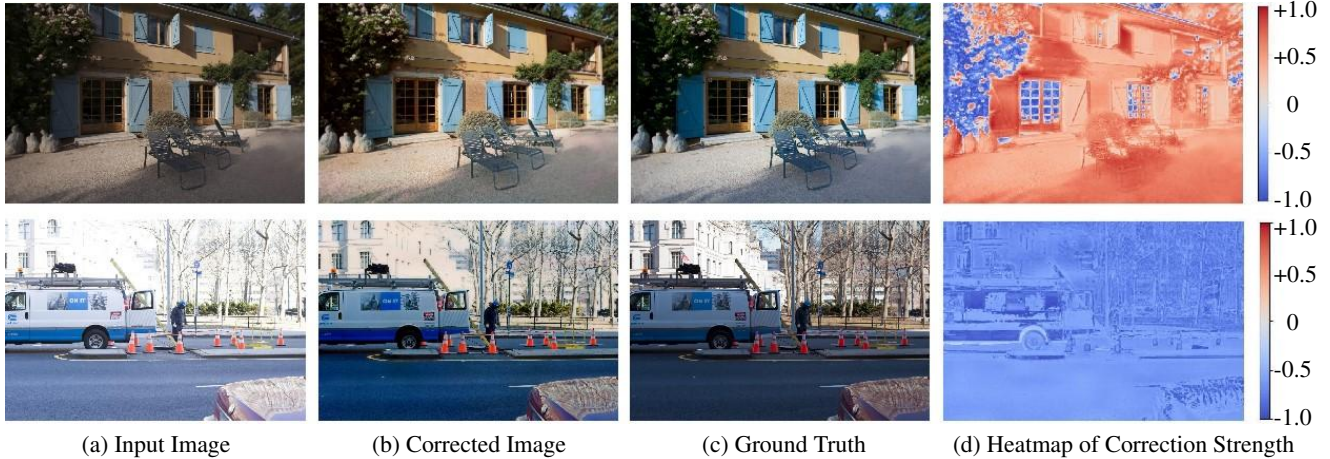 +1.0
+0.5
0
-0.5
-1.0
+1.0
+0.5
0
-0.5
-1.0
(a) Input Image
(b) Corrected Image
(c) Ground Truth
(d) Heatmap of Correction Strength